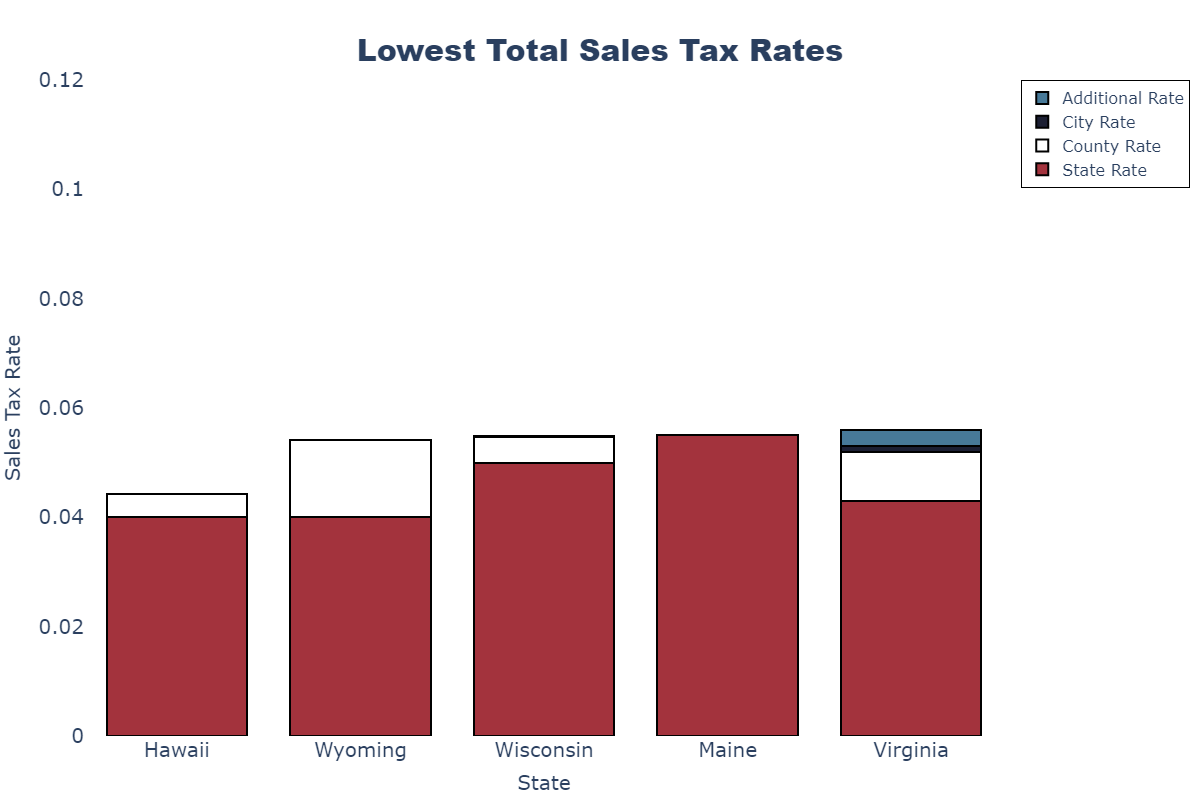 Lowest Total Sales Tax Rates
0.12
0.1
0.08
0.06
0.04
0.02
0
Sales Tax Rate
Hawaii
Wyoming
Wisconsin
Maine
Virginia
State
Additional Rate
City Rate
County Rate
State Rate